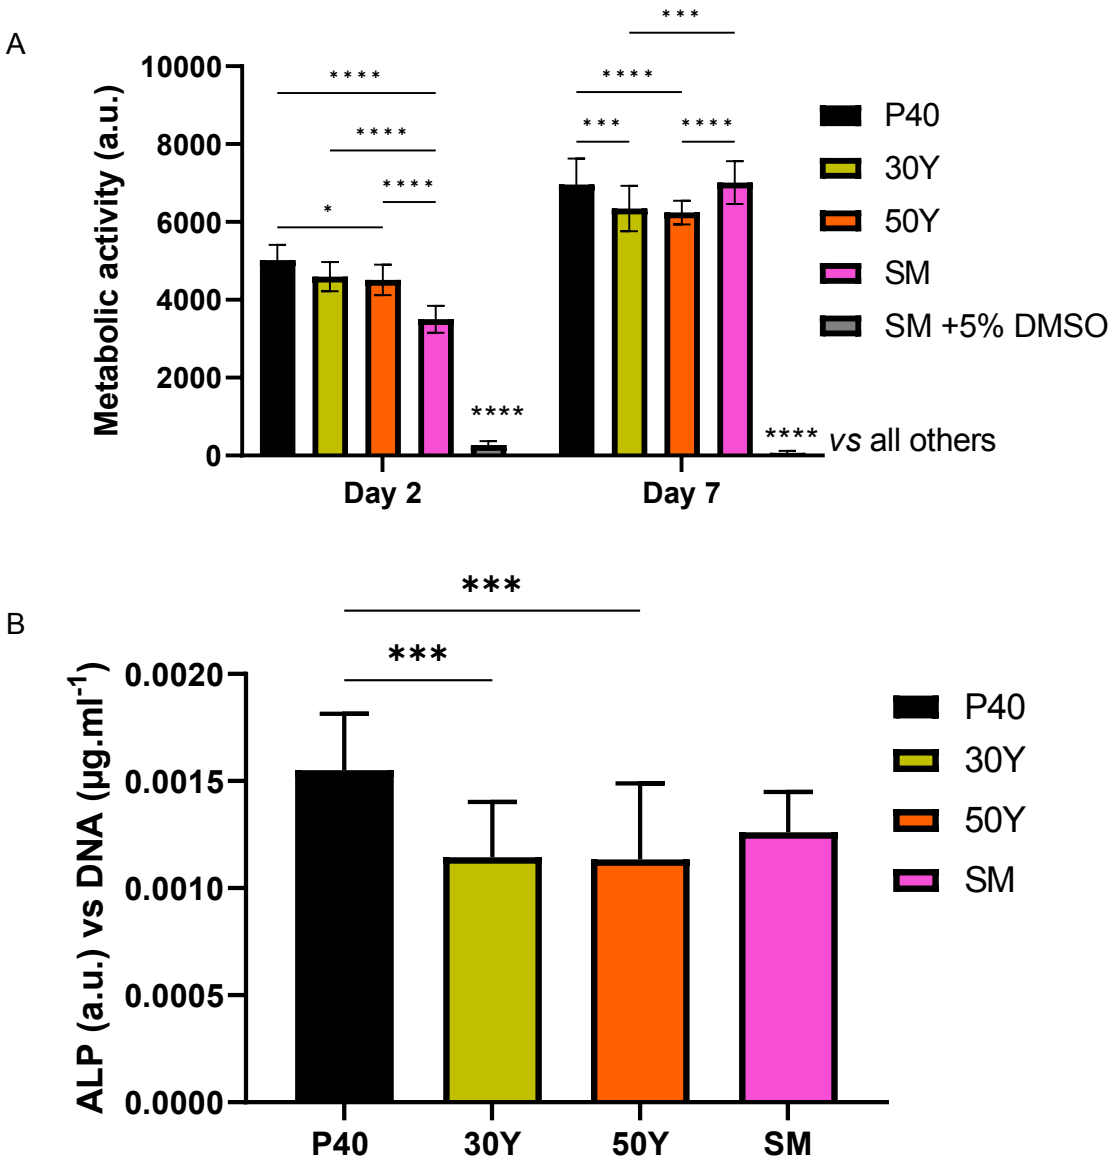 A
Metabolic activity (a.u.)
10000
8000
6000
4000
2000
0
****
****
****
*
****
***
****
***
****
**** vs all others
Day 2
Day 7
P40
30Y
50Y
SM
SM +5% DMSO
B
ALP (a.u.) vs DNA (µg.ml-1)
0.0020
0.0015
0.0010
0.0005
0.0000
***
***
P40
30Y
50Y
SM
P40
30Y
50Y
SM